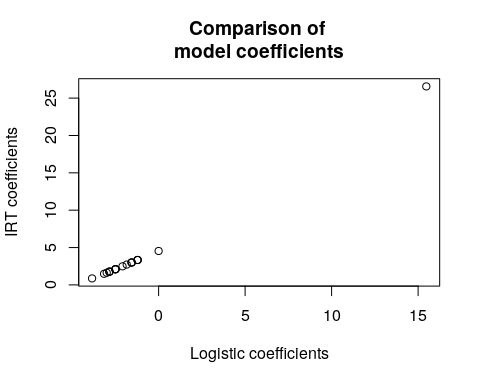 Comparison of
model coefficients
IRT coefficients
25
20
15
10
5
0
0 5 10 15
Logistic coefficients